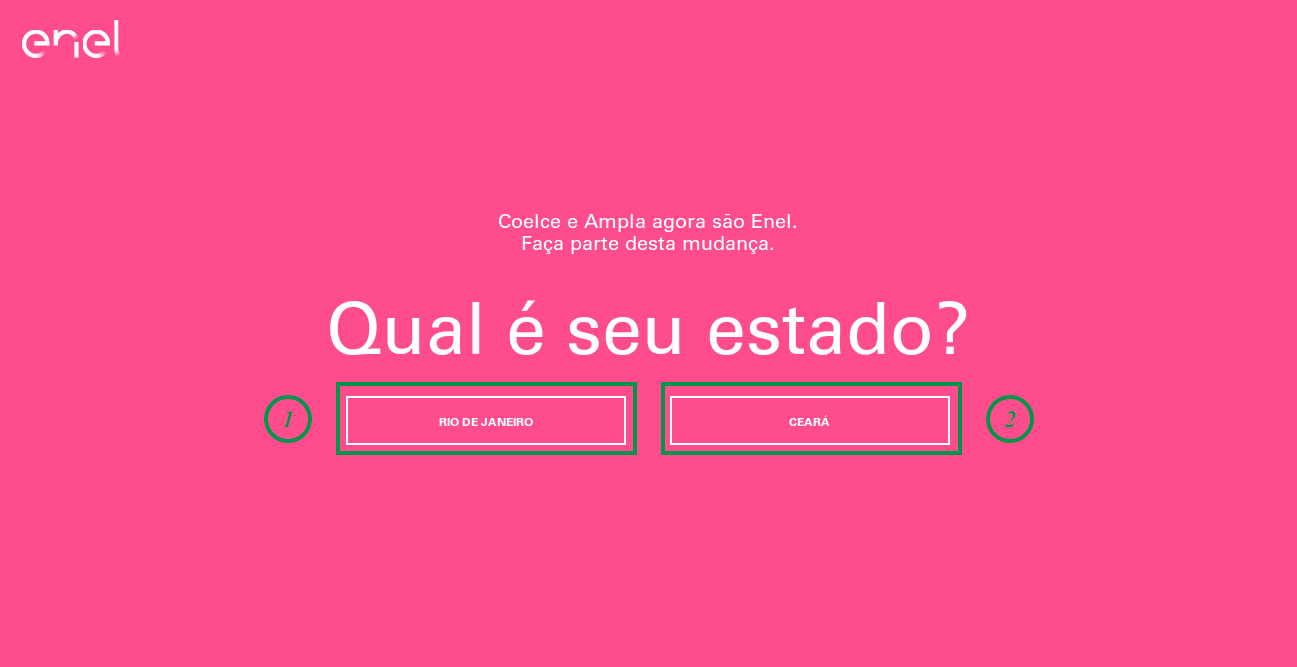 enel
Coelce e Ampla agora são Enel.
Faça parte desta mudança.
Qual é seu estado?
1 RIO DE JANEIRO CEARÁ 2